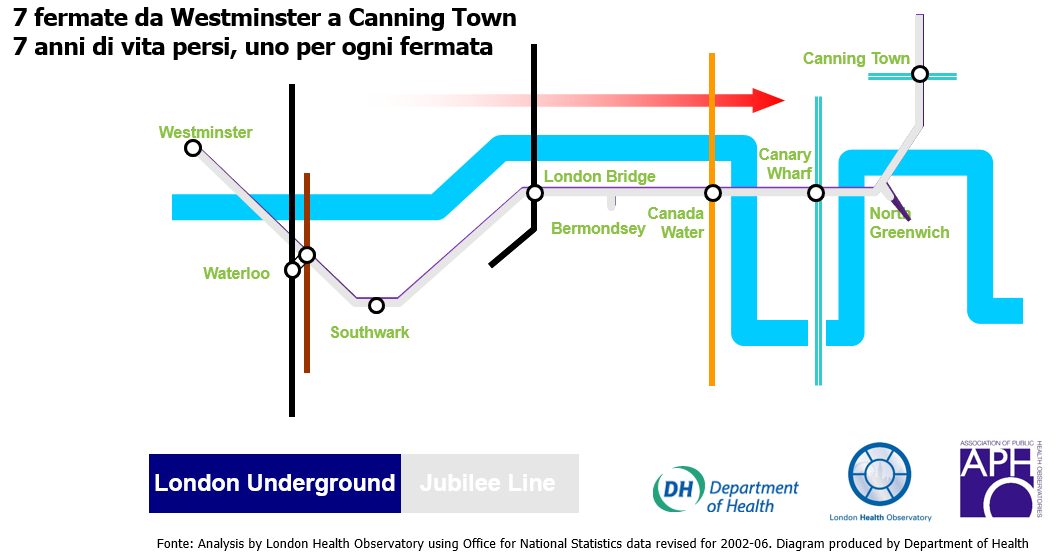 7 fermate da Westminster a Canning Town
7 anni di vita persi, uno per ogni fermata
Canning Town
Westminster
Canary
Wharf
London Bridge
Canada
Water
Bermondsey
North
Greenwich
Waterloo
Southwark
London Underground
Jubilee Line
DH
Department
of Health
London Health Observatory
ASSOCIATION OF PUBLIC
HEALTH OBSERVATORIES
APHO
Fonte: Analysis by London Health Observatory using Office for National Statistics data revised for 2002-06. Diagram produced by Department of Health